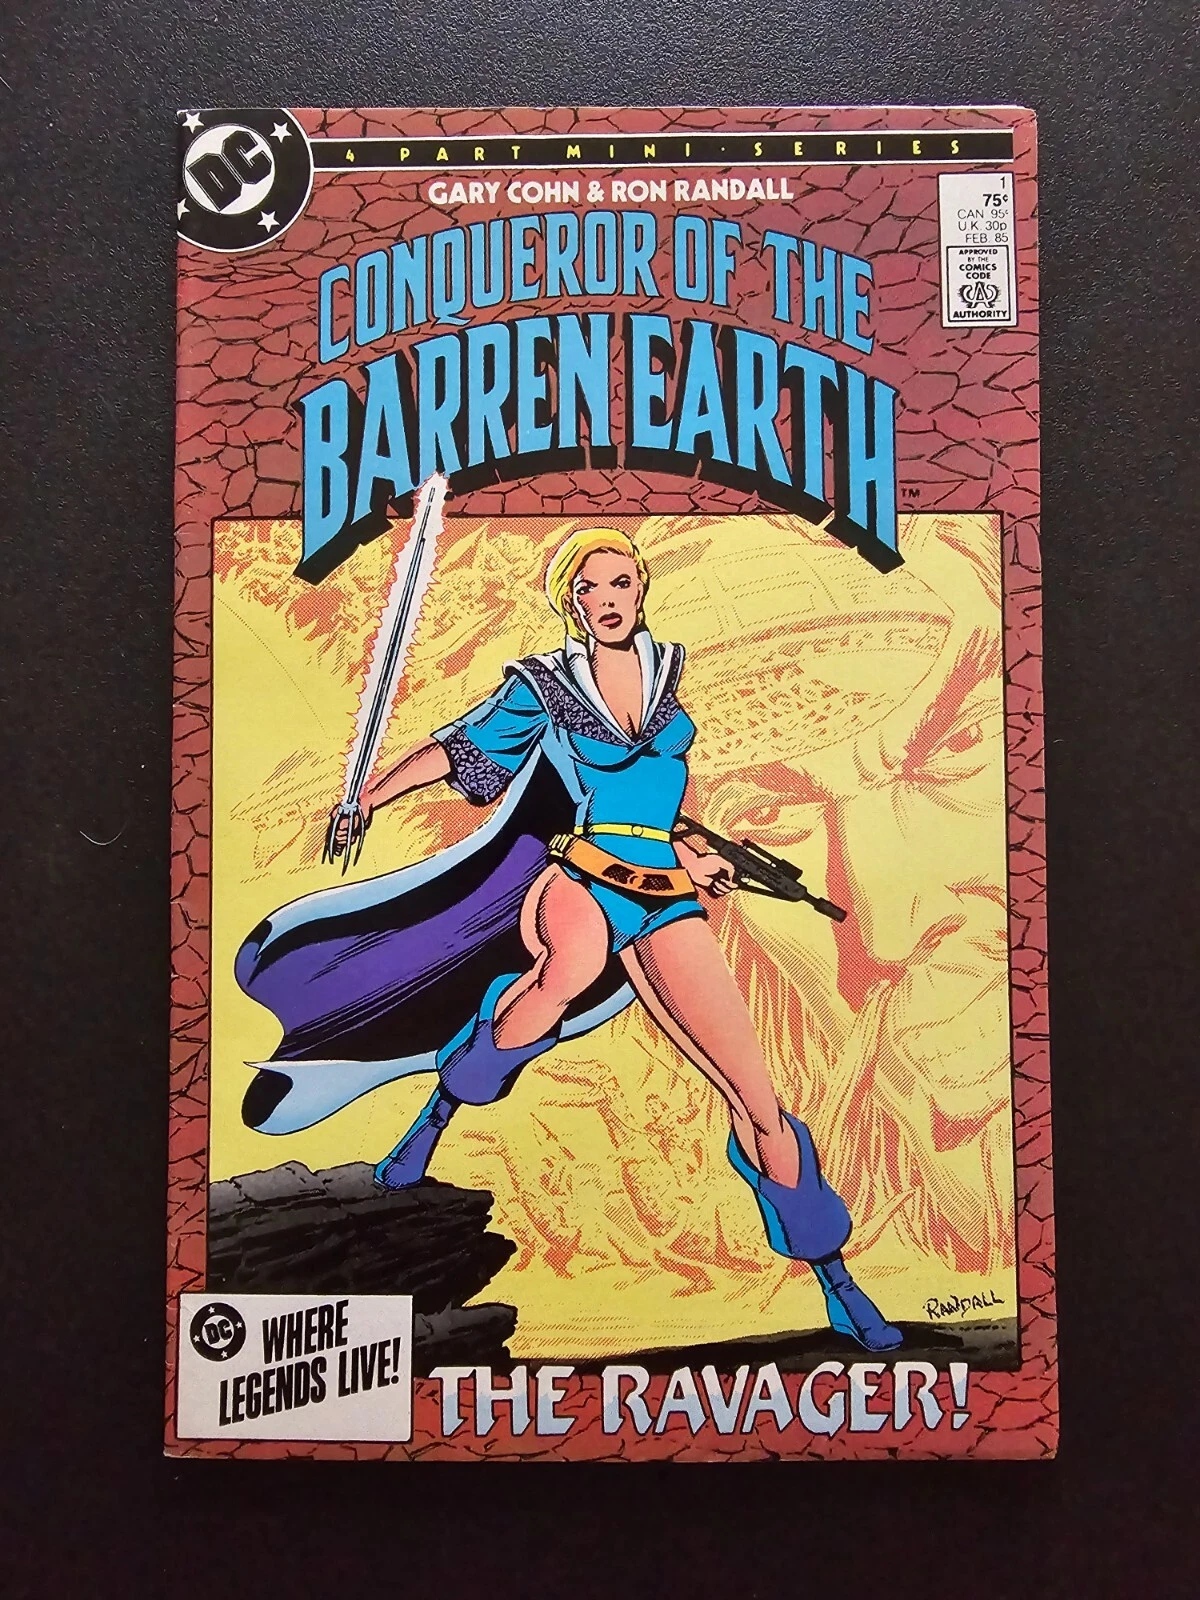 DC
4 PART MINI-SERIES
GARY COHN & RON RANDALL
1
75¢
CAN. 95¢
U.K. 30p
FEB. 85
APPROVED
BY THE
COMICS
CODE
CA
AUTHORITY
CONQUEROR OF THE
BARREN EARTH
TM
RANDALL
DC
WHERE
LEGENDS LIVE!
THE RAVAGER!